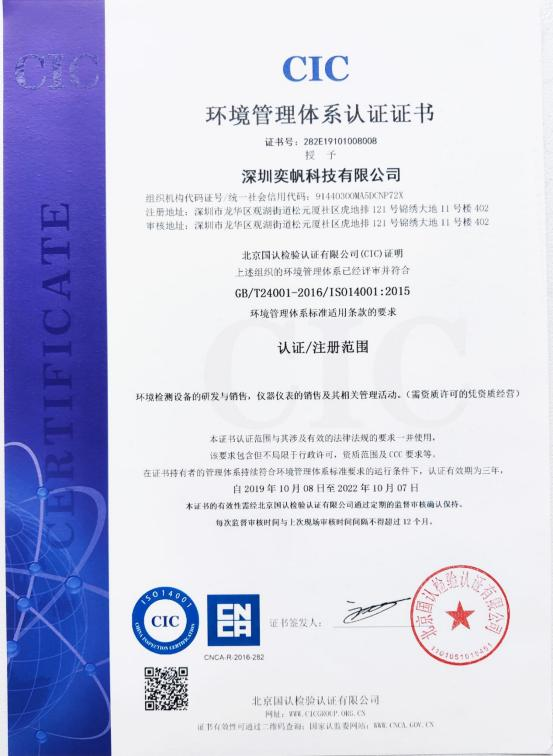 CIC
CIC
CERTIFICATE
环境管理体系认证证书
证书号：282E19101008008
授 予
深圳奕帆科技有限公司
组织机构代码证号/统一社会信用代码：91440300MA5DCNP72X
注册地址：深圳市龙华区观湖街道松元厦社区虎地排 121 号锦绣大地 11 号楼 402
审核地址：深圳市龙华区观湖街道松元厦社区虎地排 121 号锦绣大地 11 号楼 402
北京国认检验认证有限公司(CIC)证明
上述组织的环境管理体系已经评审并符合
GB/T24001-2016/ISO14001:2015
环境管理体系标准适用条款的要求
认证/注册范围
CIC
环境检测设备的研发与销售，仪器仪表的销售及其相关管理活动。（需资质许可的凭资质经营）
本证书认证范围与其涉及有效的法律法规的要求一并使用，
该要求包含但不局限于行政许可，资质范围及 CCC 要求等。
在证书持有者的管理体系持续符合环境管理体系标准要求的运行条件下，认证有效期为三年，
自 2019 年 10 月 08 日至 2022 年 10 月 07 日
本证书的有效性需经北京国认检验认证有限公司通过定期的监督审核确认保持。
每次监督审核时间与上次现场审核时间间隔不得超过 12 个月。
ISO14001
CIC
CHINA INSPECTION CERTIFICATION
CNCA
CNCA-R-2016-282
证书签发人：
北京国认检验认证有限公司
北京国认检验认证有限公司
网址：WWW.CICGROUP.ORG.CN
证书有效性可通过二维码查询；国家认监委网站：WWW.CNCA.GOV.CN